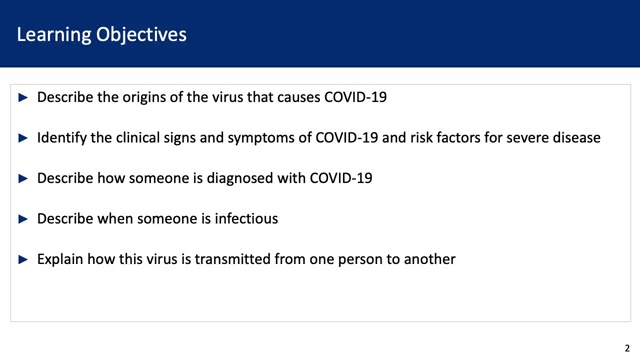 Learning Objectives
► Describe the origins of the virus that causes COVID-19
► Identify the clinical signs and symptoms of COVID-19 and risk factors for severe disease
► Describe how someone is diagnosed with COVID-19
► Describe when someone is infectious
► Explain how this virus is transmitted from one person to another
2